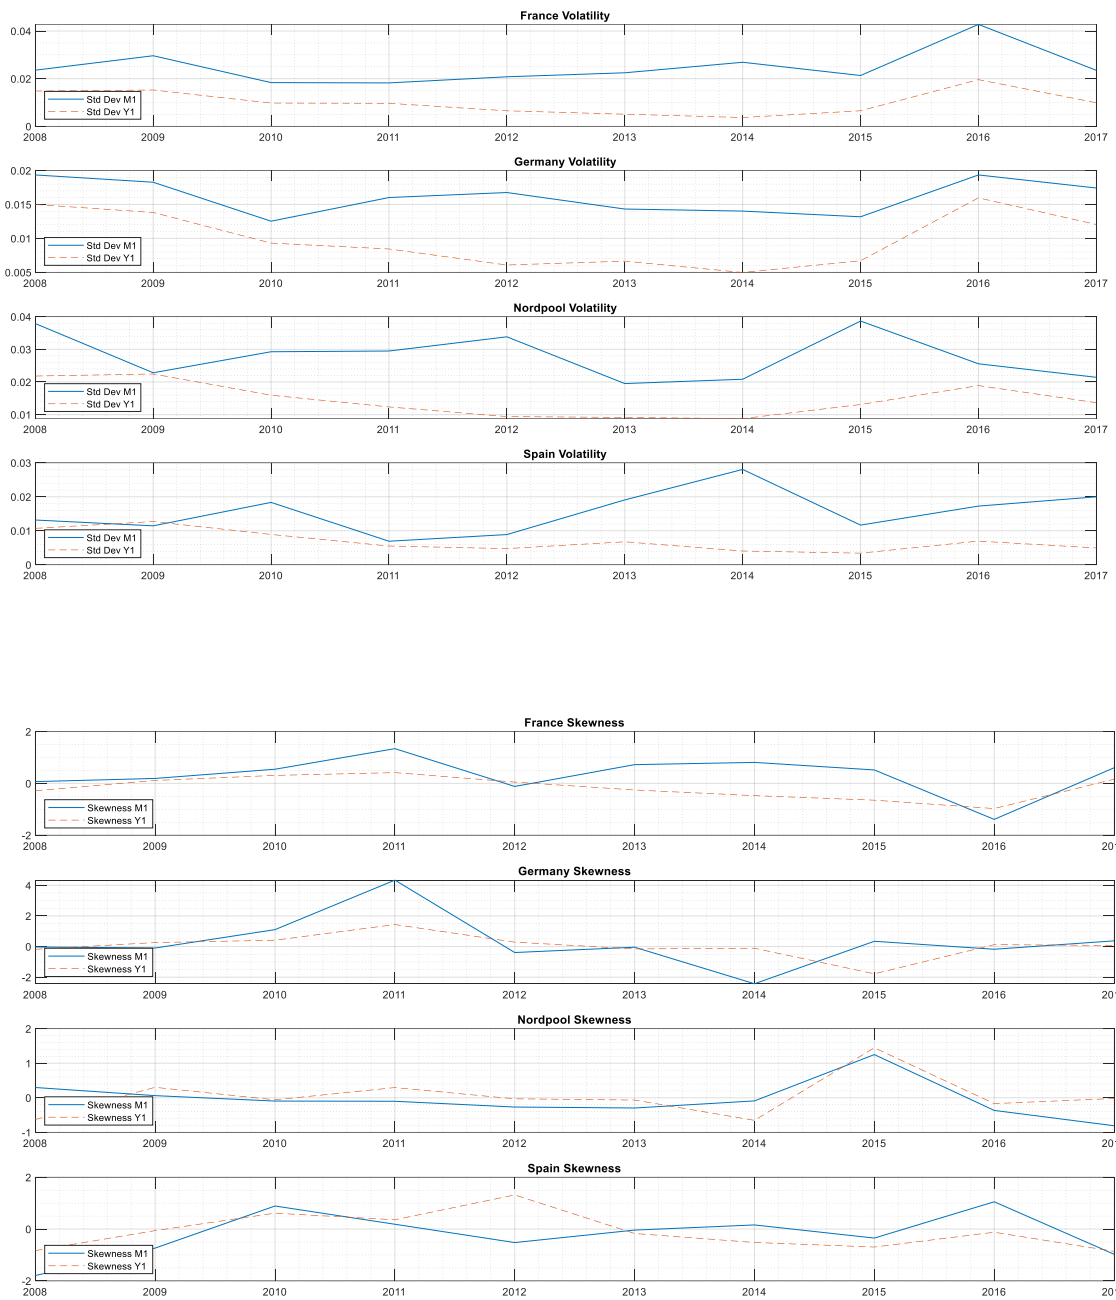 France Volatility
0.04
0.02
0
Std Dev M1
Std Dev Y1
2008 2009 2010 2011 2012 2013 2014 2015 2016 2017
Germany Volatility
0.02
0.015
0.01
0.005
Std Dev M1
Std Dev Y1
2008 2009 2010 2011 2012 2013 2014 2015 2016 2017
Nordpool Volatility
0.04
0.03
0.02
0.01
Std Dev M1
Std Dev Y1
2008 2009 2010 2011 2012 2013 2014 2015 2016 2017
Spain Volatility
0.03
0.02
0.01
0
Std Dev M1
Std Dev Y1
2008 2009 2010 2011 2012 2013 2014 2015 2016 2017
France Skewness
2
0
-2
Skewness M1
Skewness Y1
2008 2009 2010 2011 2012 2013 2014 2015 2016 201
Germany Skewness
4
2
0
-2
Skewness M1
Skewness Y1
2008 2009 2010 2011 2012 2013 2014 2015 2016 201
Nordpool Skewness
2
1
0
-1
Skewness M1
Skewness Y1
2008 2009 2010 2011 2012 2013 2014 2015 2016 201
Spain Skewness
2
0
-2
Skewness M1
Skewness Y1
2008 2009 2010 2011 2012 2013 2014 2015 2016 201